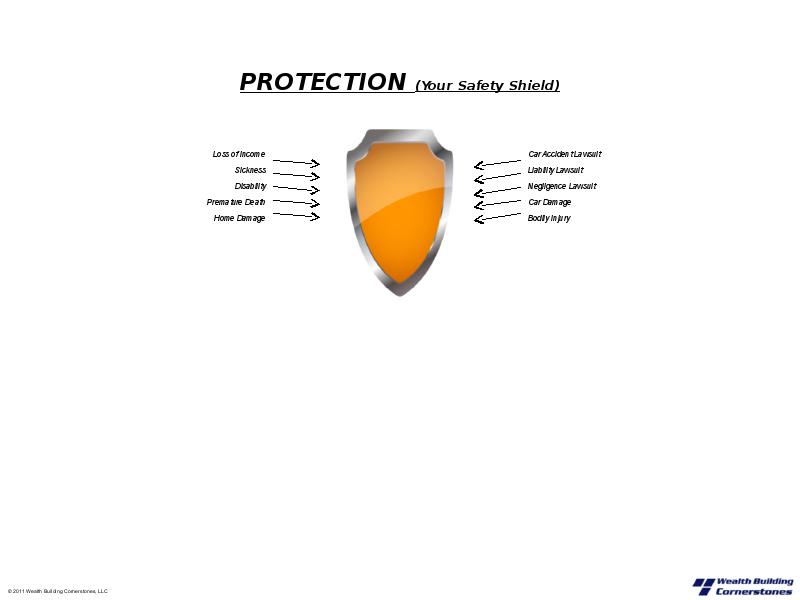 PROTECTION (Your Safety Shield)
Loss of Income
Sickness
Disability
Premature Death
Home Damage
Car Accident Lawsuit
Liability Lawsuit
Negligence Lawsuit
Car Damage
Bodily Injury
© 2011 Wealth Building Cornerstones, LLC
Wealth Building
Cornerstones